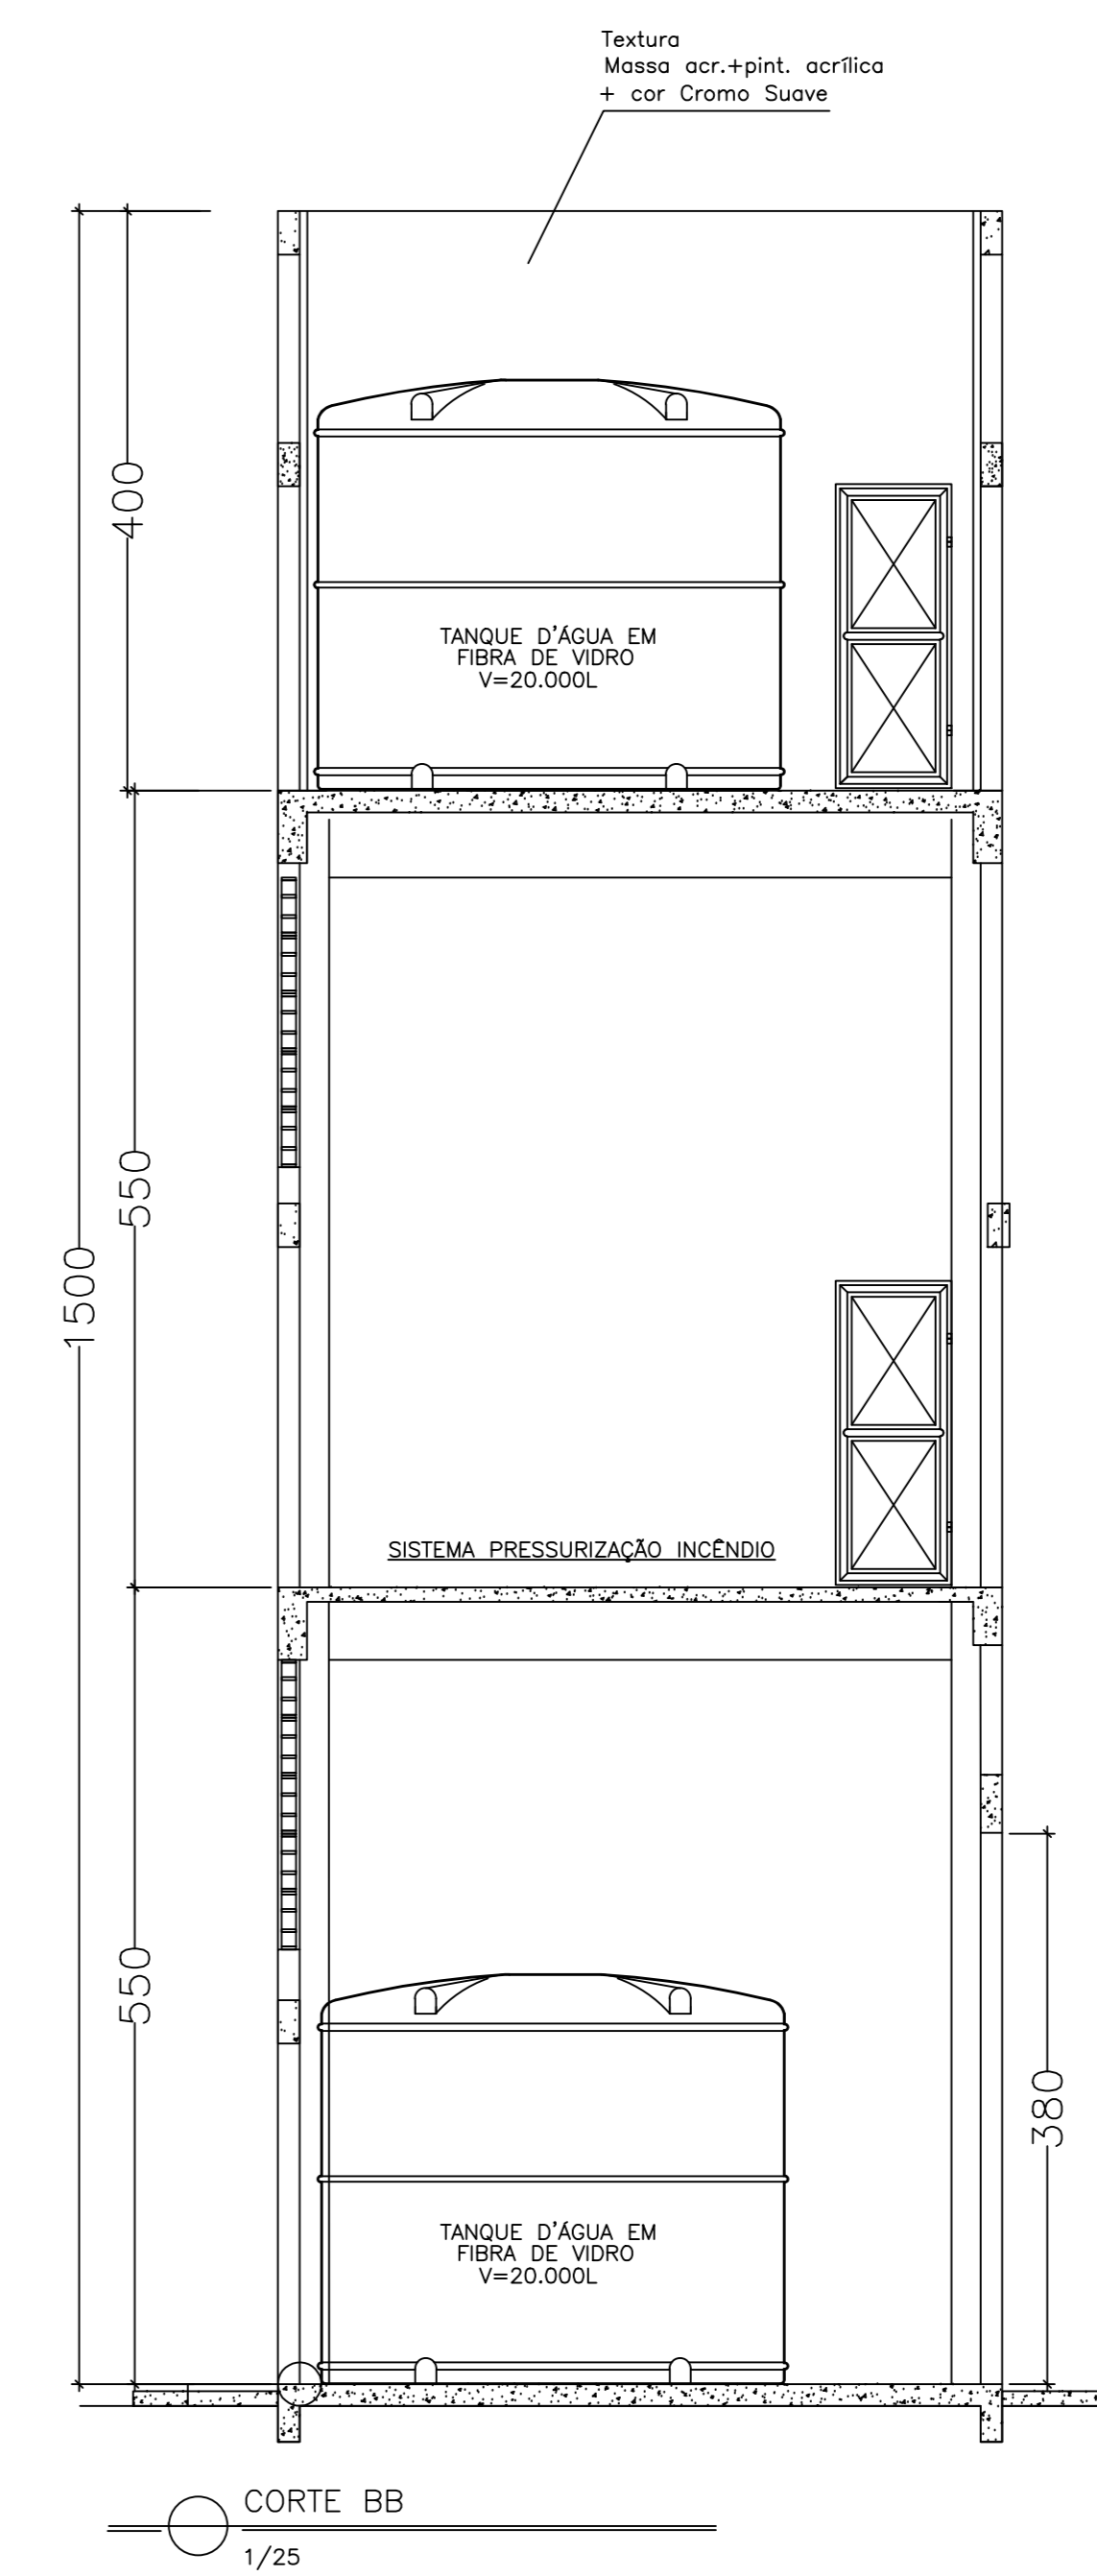 Textura
Massa acr.+pint. acrílica
+ cor Cromo Suave
400
TANQUE D'ÁGUA EM
FIBRA DE VIDRO
V=20.000L
550
1500
SISTEMA PRESSURIZAÇÃO INCÊNDIO
550
380
TANQUE D'ÁGUA EM
FIBRA DE VIDRO
V=20.000L
CORTE BB
1/25